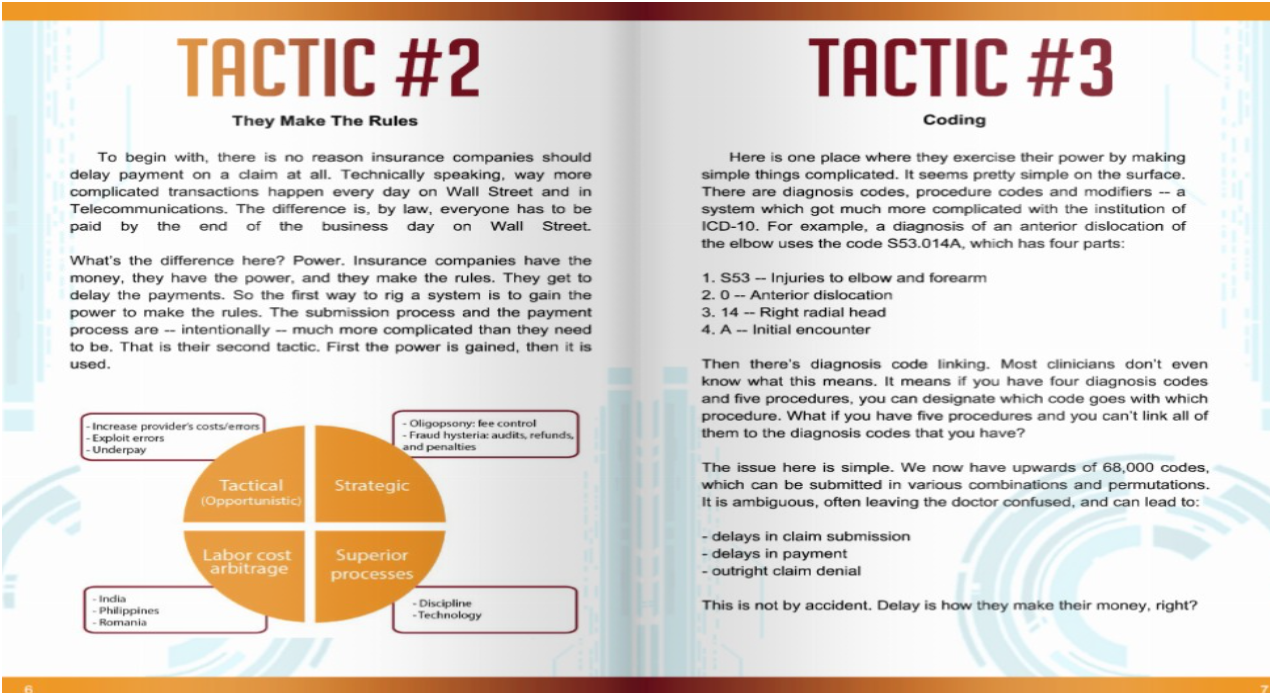 TACTIC #2
They Make The Rules
To begin with, there is no reason insurance companies should
delay payment on a claim at all. Technically speaking, way more
complicated transactions happen every day on Wall Street and in
Telecommunications. The difference is, by law, everyone has to be
paid by the end of the business day on Wall Street.
What's the difference here? Power. Insurance companies have the
money, they have the power, and they make the rules. They get to
delay the payments. So the first way to rig a system is to gain the
power to make the rules. The submission process and the payment
process are -- intentionally -- much more complicated than they need
to be. That is their second tactic. First the power is gained, then it is
used.
- Increase provider's costs/errors
- Exploit errors
- Underpay
- Oligopsony: fee control
- Fraud hysteria: audits, refunds,
and penalties
Tactical
(Opportunistic)
Strategic
Labor cost
arbitrage
Superior
processes
- India
- Philippines
- Romania
- Discipline
- Technology
6
TACTIC #3
Coding
Here is one place where they exercise their power by making
simple things complicated. It seems pretty simple on the surface.
There are diagnosis codes, procedure codes and modifiers -- a
system which got much more complicated with the institution of
ICD-10. For example, a diagnosis of an anterior dislocation of
the elbow uses the code S53.014A, which has four parts:
1. S53 -- Injuries to elbow and forearm
2. 0 -- Anterior dislocation
3. 14 -- Right radial head
4. A -- Initial encounter
Then there's diagnosis code linking. Most clinicians don't even
know what this means. It means if you have four diagnosis codes
and five procedures, you can designate which code goes with which
procedure. What if you have five procedures and you can't link all of
them to the diagnosis codes that you have?
The issue here is simple. We now have upwards of 68,000 codes,
which can be submitted in various combinations and permutations.
It is ambiguous, often leaving the doctor confused, and can lead to:
- delays in claim submission
- delays in payment
- outright claim denial
This is not by accident. Delay is how they make their money, right?
7